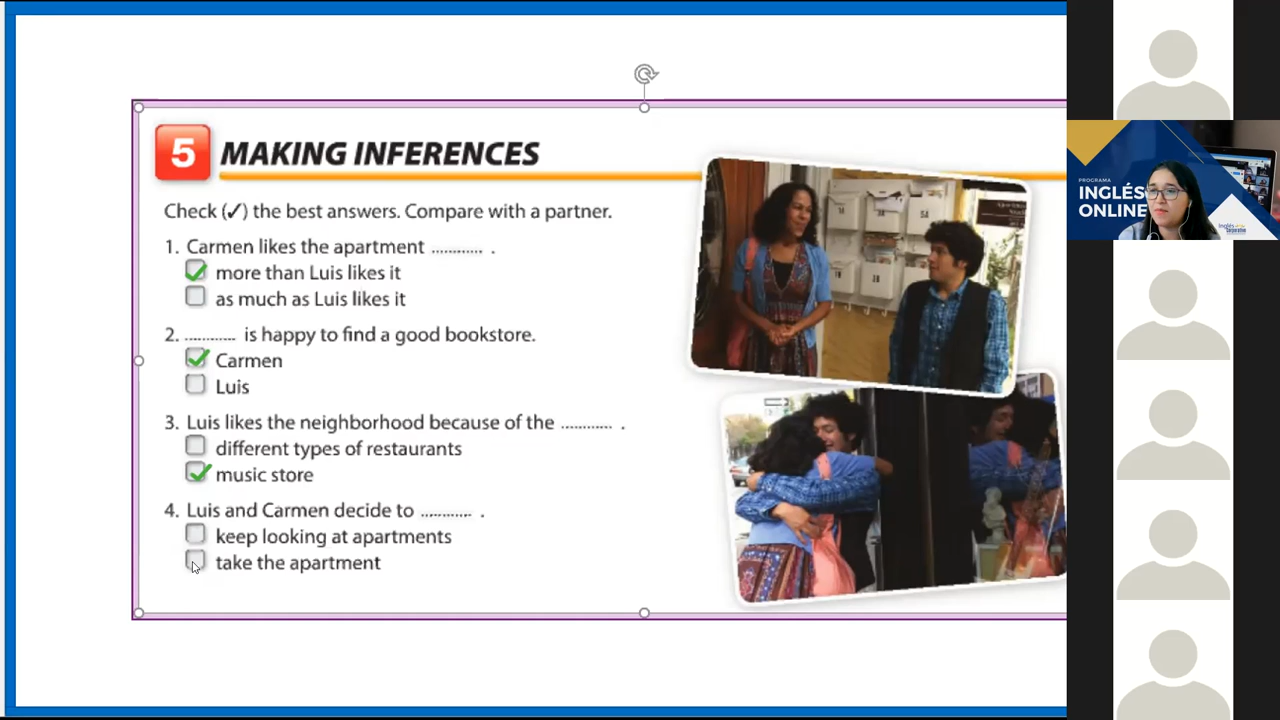 5 MAKING INFERENCES
Check (✓) the best answers. Compare with a partner.
1. Carmen likes the apartment ............ .
more than Luis likes it
as much as Luis likes it
2. ............ is happy to find a good bookstore.
Carmen
Luis
3. Luis likes the neighborhood because of the ............ .
different types of restaurants
music store
4. Luis and Carmen decide to ............ .
keep looking at apartments
take the apartment
PROGRAMA
INGLÉS
ONLINE